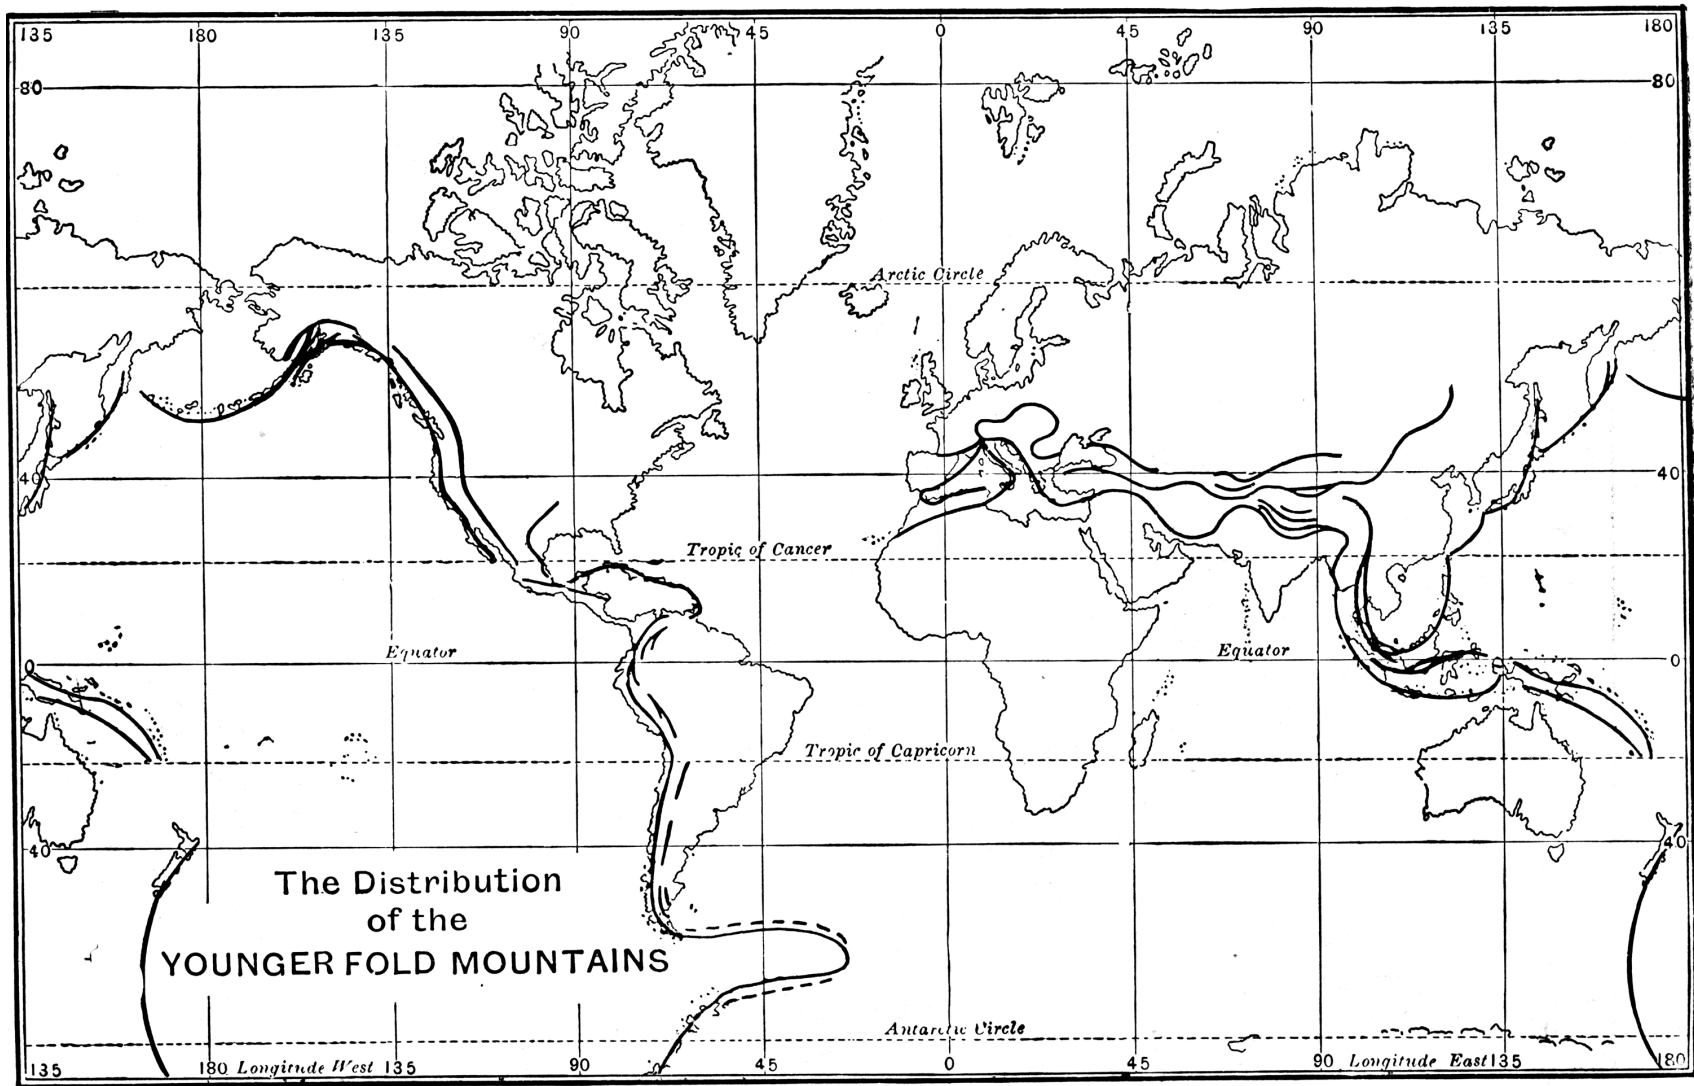 135 180 135 90 45 0 45 90 135 180
80 80
Arctic Circle
40 40
Tropic of Cancer
Equator Equator
0 0
Tropic of Capricorn
40 40
The Distribution
of the
YOUNGER FOLD MOUNTAINS
Antarctic Circle
135 180 Longitude West 135 90 45 0 45 90 Longitude East 135 180